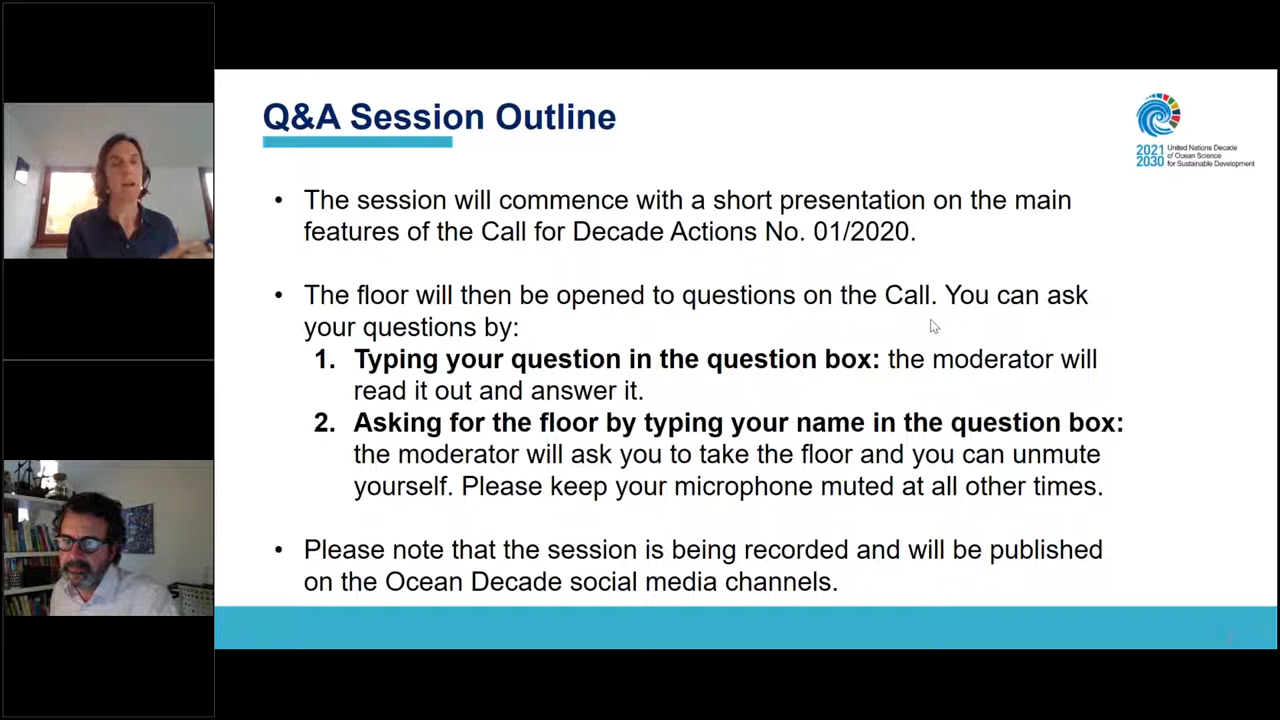 Q&A Session Outline
2021
2030
United Nations Decade
of Ocean Science
for Sustainable Development
• The session will commence with a short presentation on the main
features of the Call for Decade Actions No. 01/2020.
• The floor will then be opened to questions on the Call. You can ask
your questions by:
1. Typing your question in the question box: the moderator will
read it out and answer it.
2. Asking for the floor by typing your name in the question box:
the moderator will ask you to take the floor and you can unmute
yourself. Please keep your microphone muted at all other times.
• Please note that the session is being recorded and will be published
on the Ocean Decade social media channels.